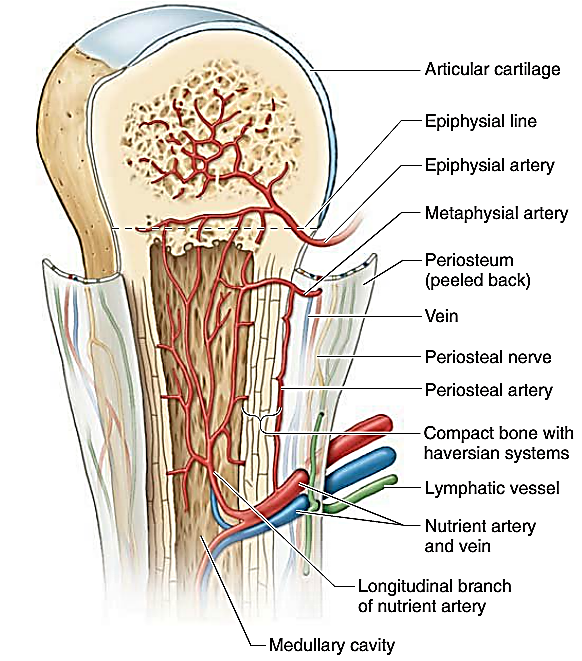 Articular cartilage
Epiphysial line
Epiphysial artery
Metaphysial artery
Periosteum
(peeled back)
Vein
Periosteal nerve
Periosteal artery
Compact bone with
haversian systems
Lymphatic vessel
Nutrient artery
and vein
Longitudinal branch
of nutrient artery
Medullary cavity